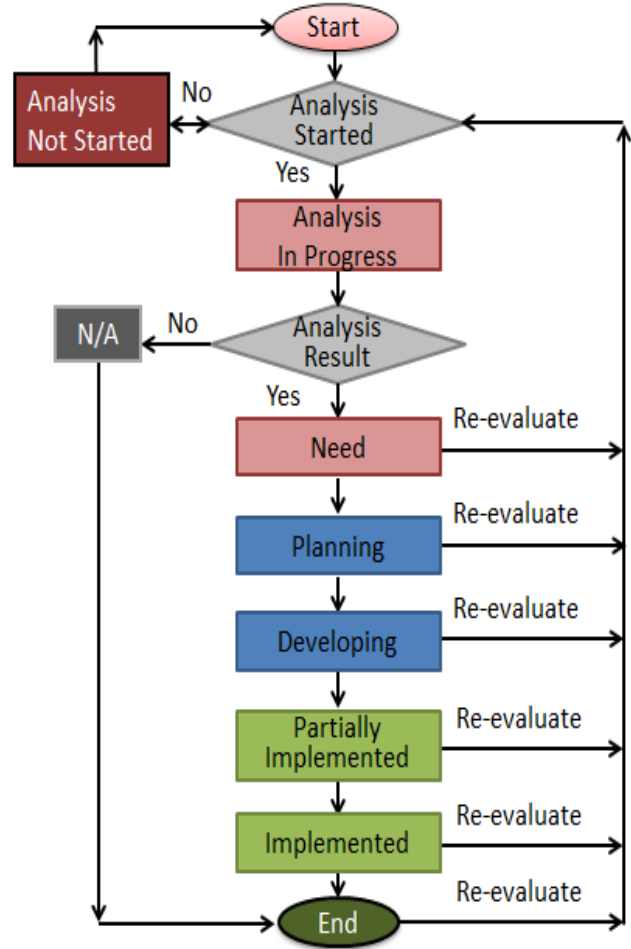 Start
Analysis
Not Started
No
Analysis
Started
Yes
Analysis
In Progress
N/A
No
Analysis
Result
Yes
Need
Re-evaluate
Planning
Re-evaluate
Developing
Re-evaluate
Partially
Implemented
Re-evaluate
Implemented
Re-evaluate
End
Re-evaluate